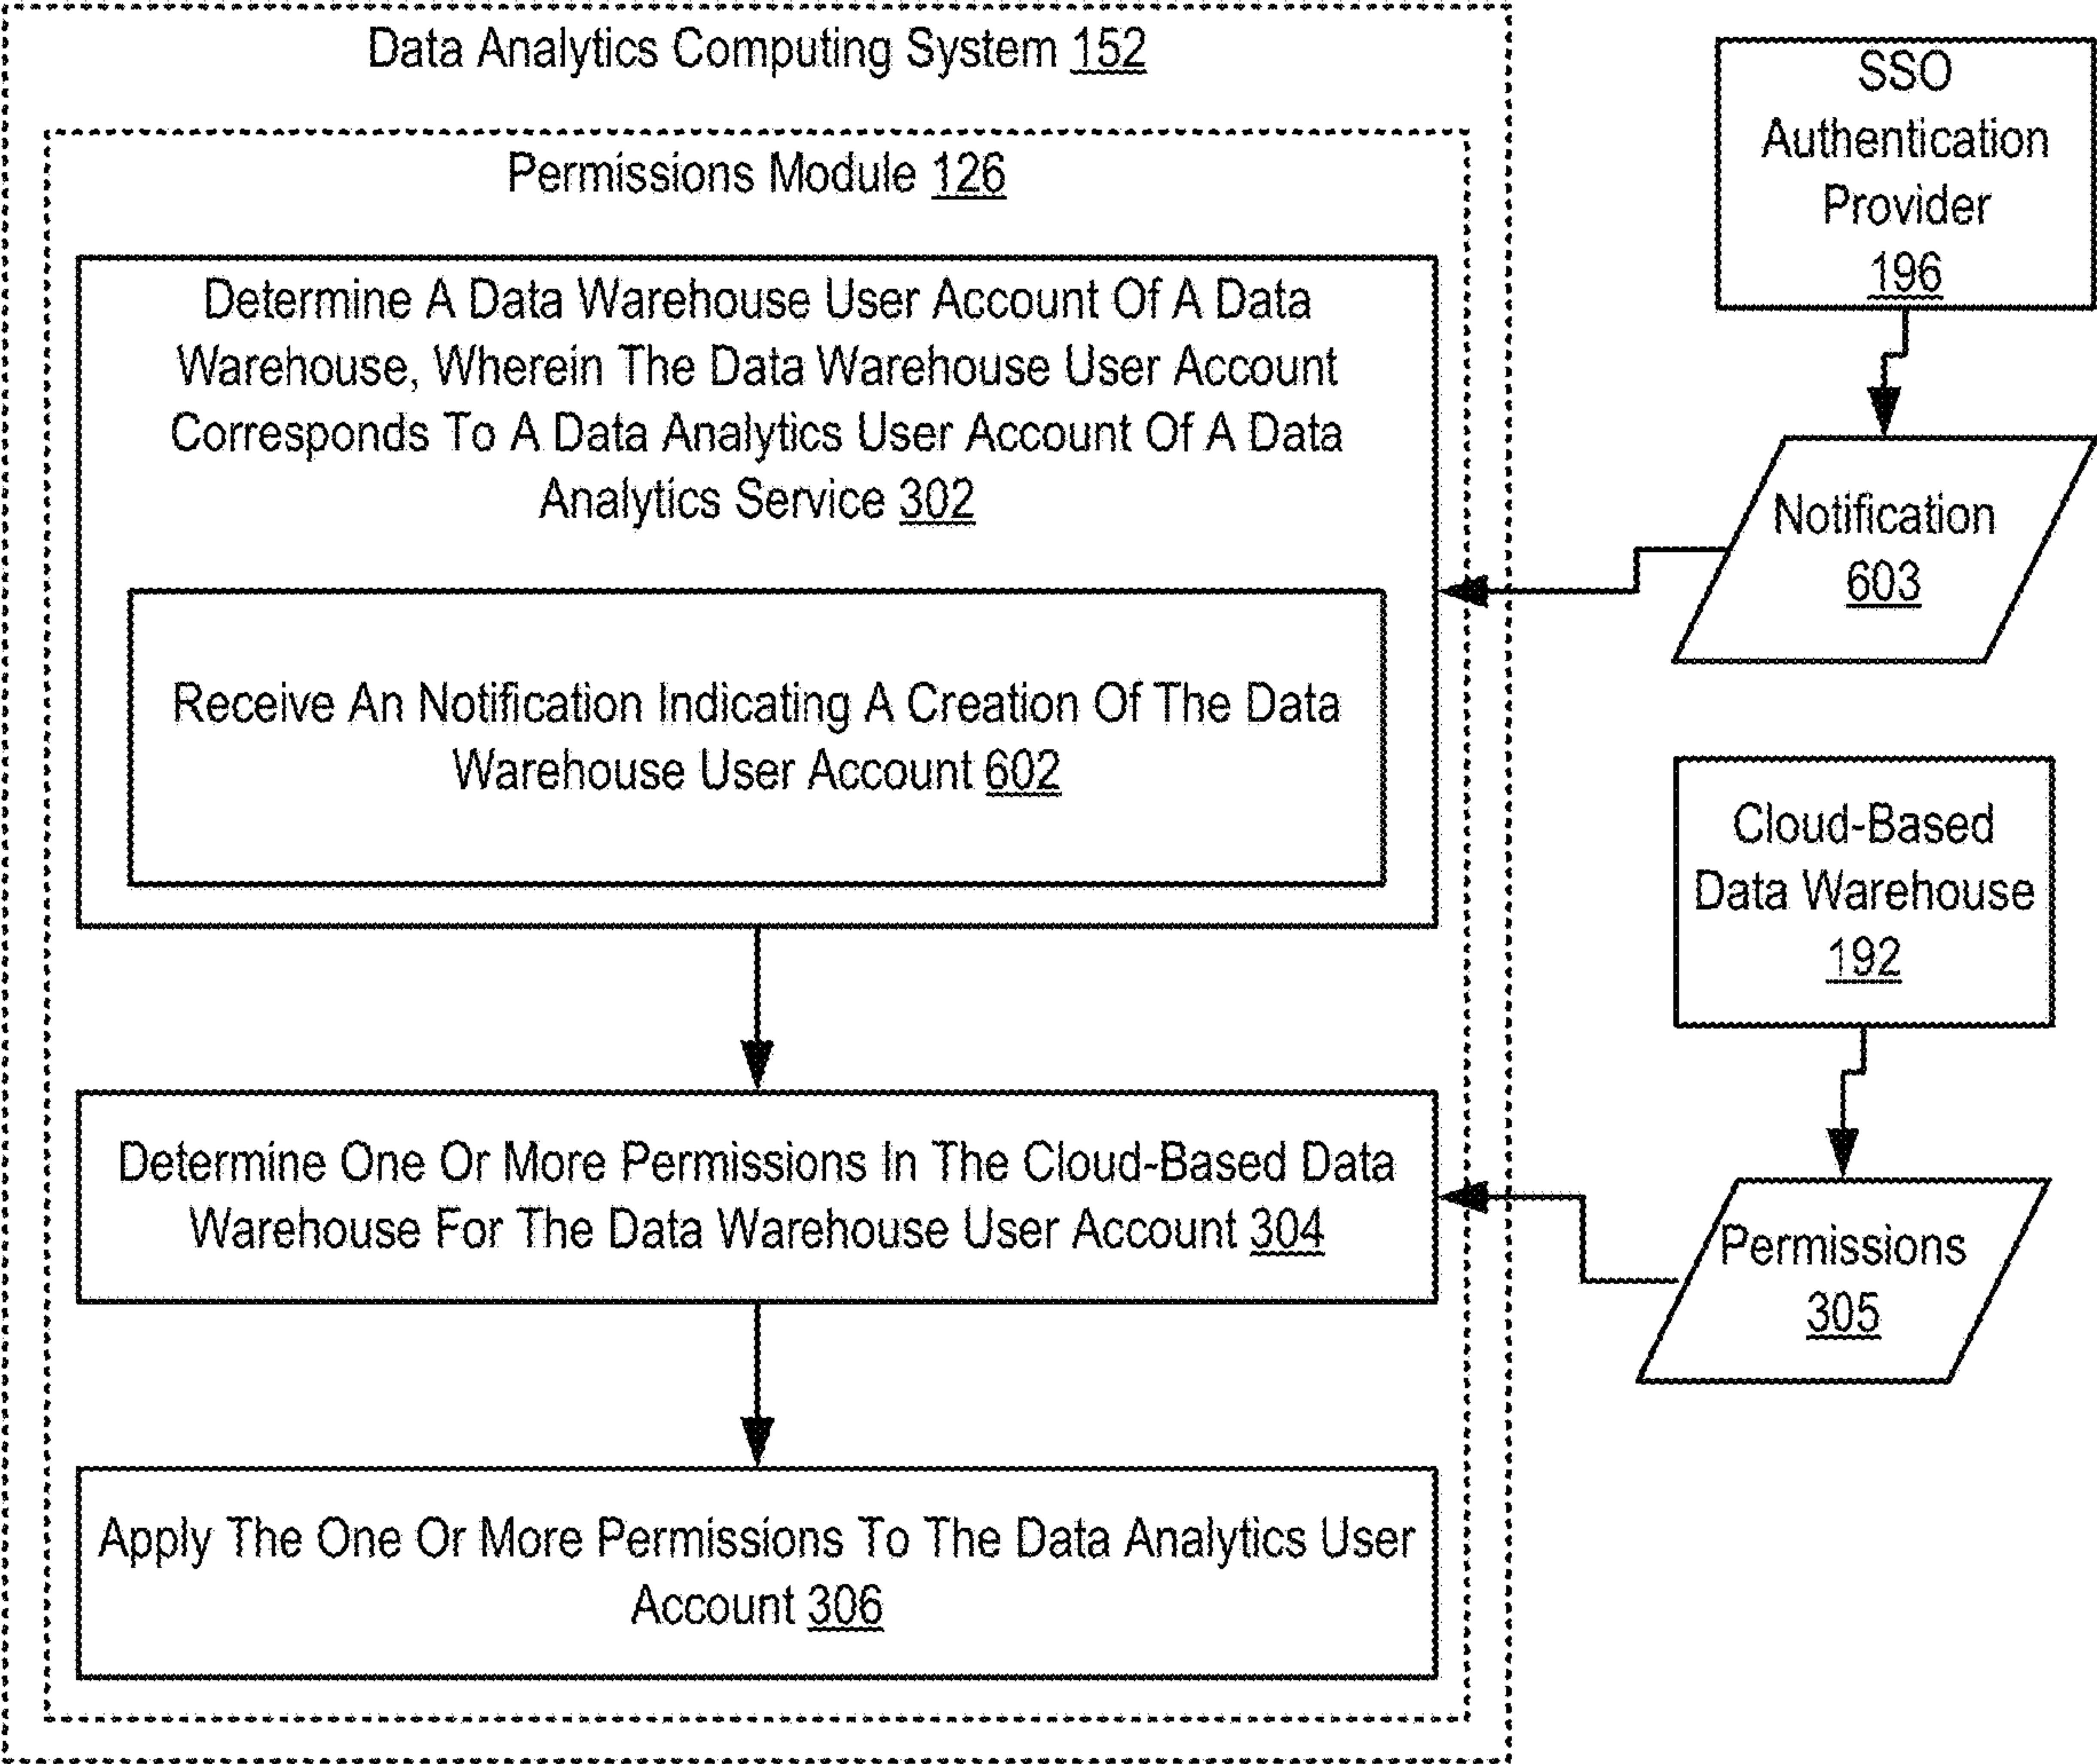 Data Analytics Computing System 152
Permissions Module 126
Determine A Data Warehouse User Account Of A Data
Warehouse, Wherein The Data Warehouse User Account
Corresponds To A Data Analytics User Account Of A Data
Analytics Service 302
Receive An Notification Indicating A Creation Of The Data
Warehouse User Account 602
Determine One Or More Permissions In The Cloud-Based Data
Warehouse For The Data Warehouse User Account 304
Apply The One Or More Permissions To The Data Analytics User
Account 306
SSO
Authentication
Provider
196
Notification
603
Cloud-Based
Data Warehouse
192
Permissions
305